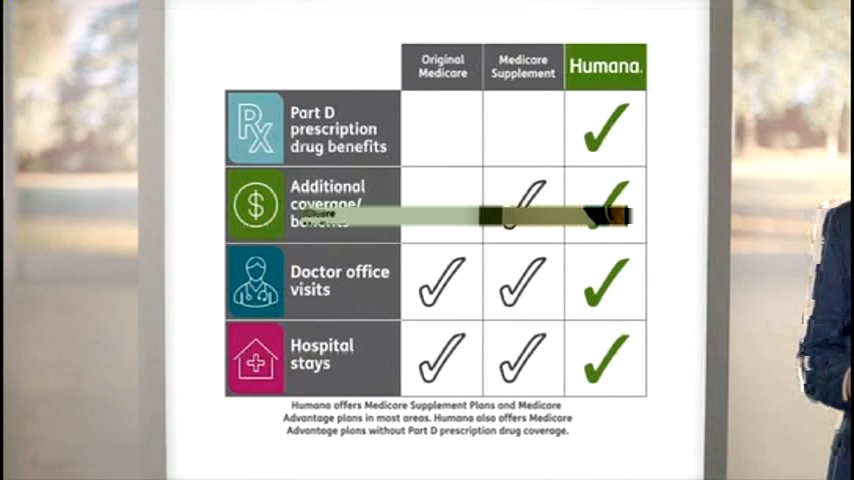 Original
Medicare
Medicare
Supplement
Humana.
Part D
prescription
drug benefits
Additional
coverage/
benefits
Doctor office
visits
Hospital
stays
Humana offers Medicare Supplement Plans and Medicare
Advantage plans in most areas. Humana also offers Medicare
Advantage plans without Part D prescription drug coverage.